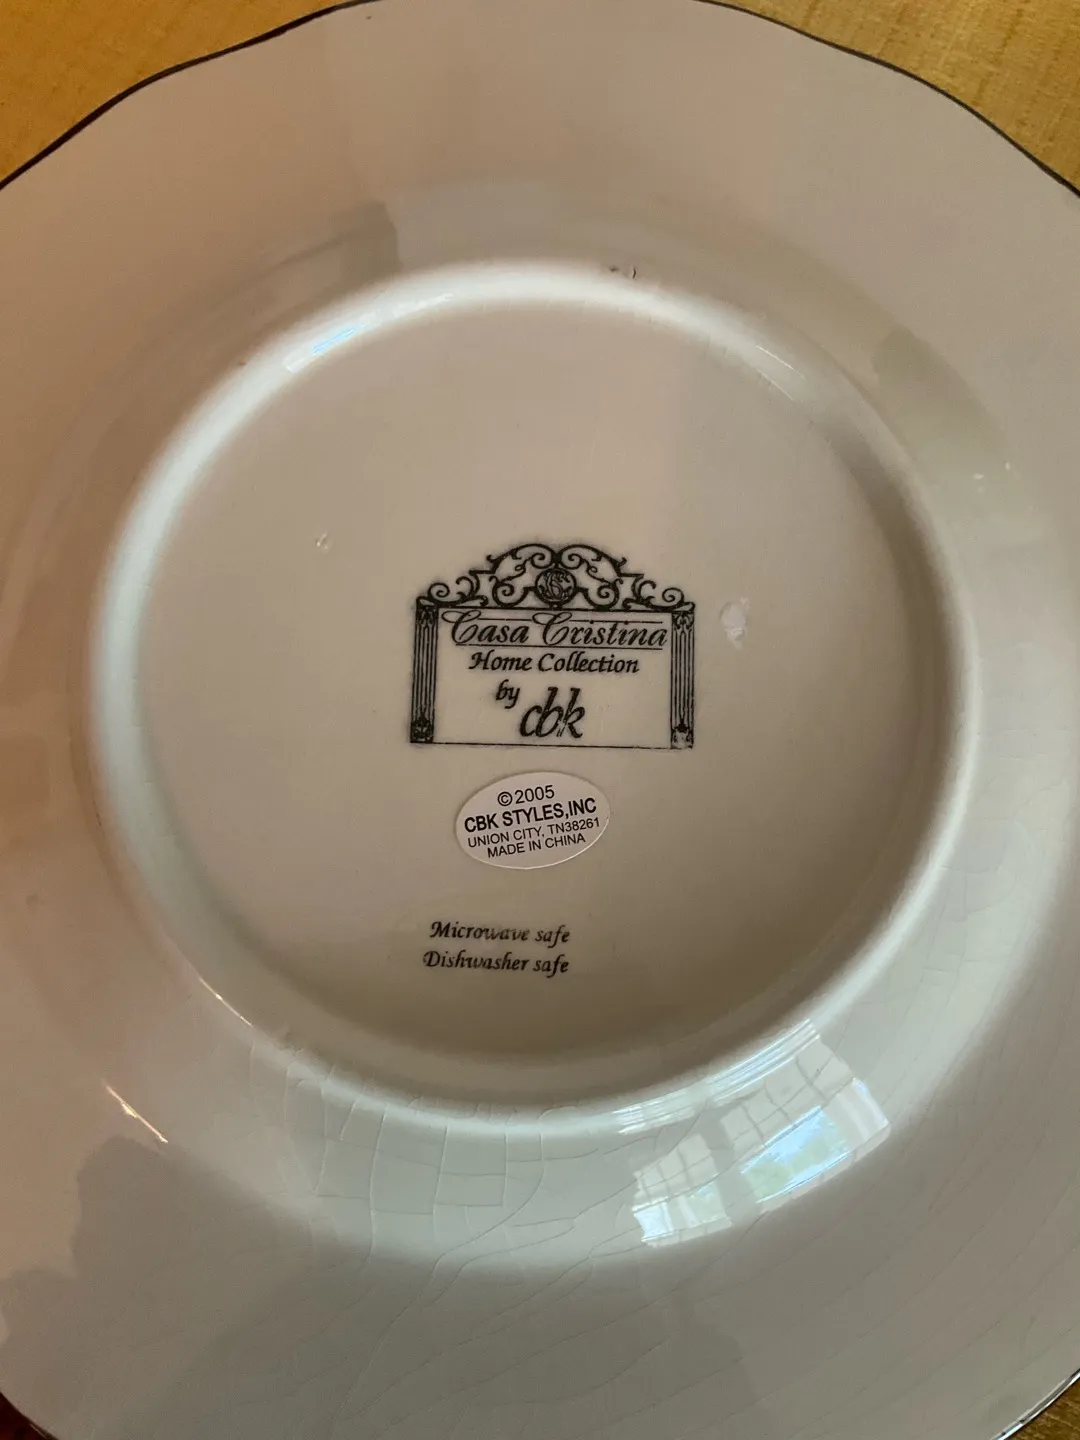 Casa Cristina
Home Collection
by cbk
©2005
CBK STYLES,INC
UNION CITY, TN38261
MADE IN CHINA
Microwave safe
Dishwasher safe